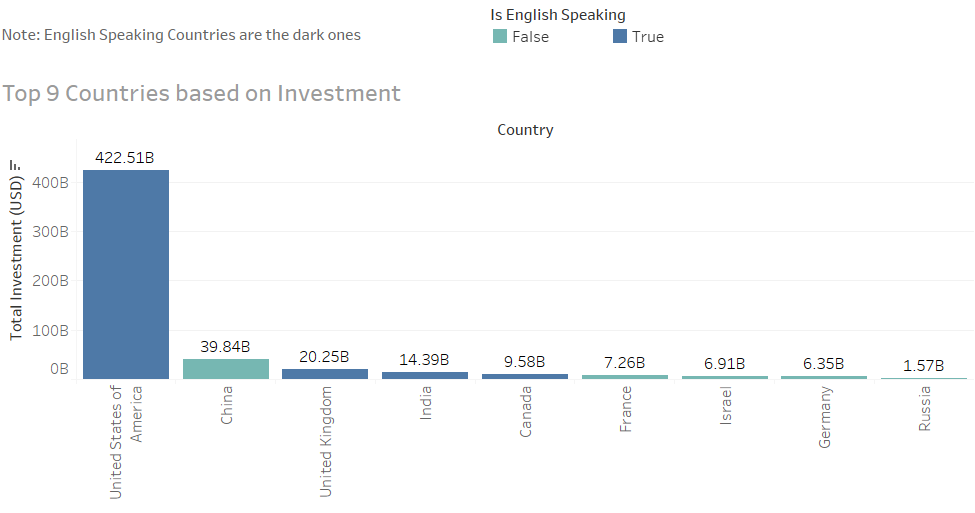 Is English Speaking
Note: English Speaking Countries are the dark ones
False
True
Top 9 Countries based on Investment
Country
Total Investment (USD)
400B
300B
200B
100B
0B
422.51B
39.84B
20.25B
14.39B
9.58B
7.26B
6.91B
6.35B
1.57B
United States of
America
China
United Kingdom
India
Canada
France
Israel
Germany
Russia